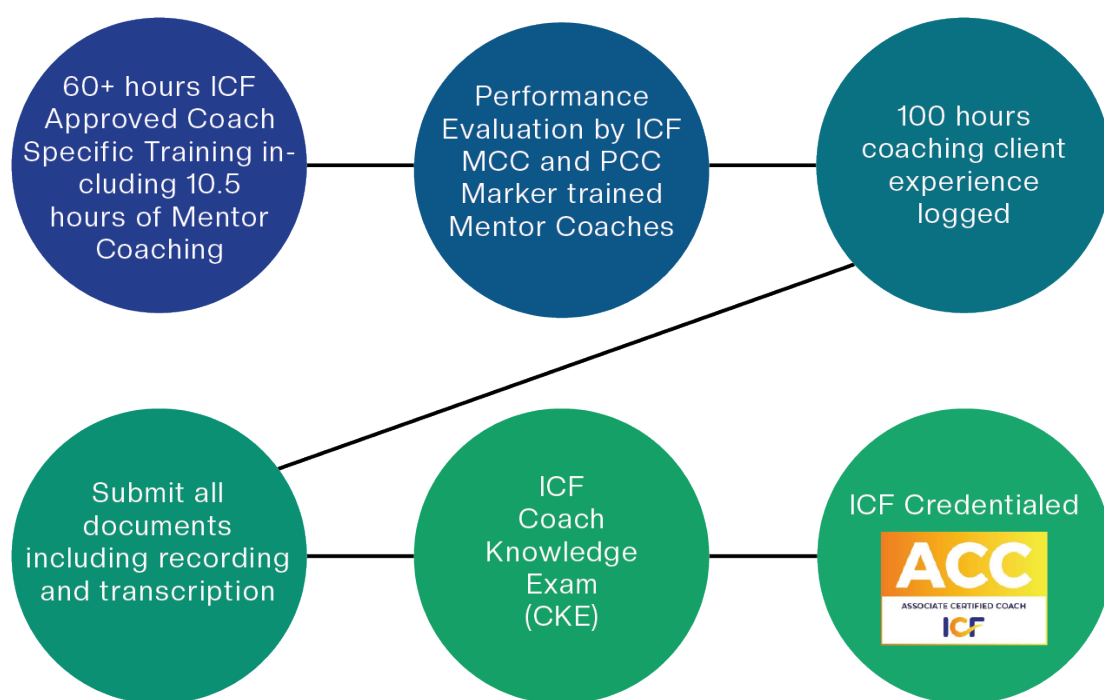 60+ hours ICF
Approved Coach
Specific Training in-
cluding 10.5
hours of Mentor
Coaching
Performance
Evaluation by ICF
MCC and PCC
Marker trained
Mentor Coaches
100 hours
coaching client
experience
logged
Submit all
documents
including recording
and transcription
ICF
Coach
Knowledge
Exam
(CKE)
ICF Credentialed
ACC
ASSOCIATE CERTIFIED COACH
ICF